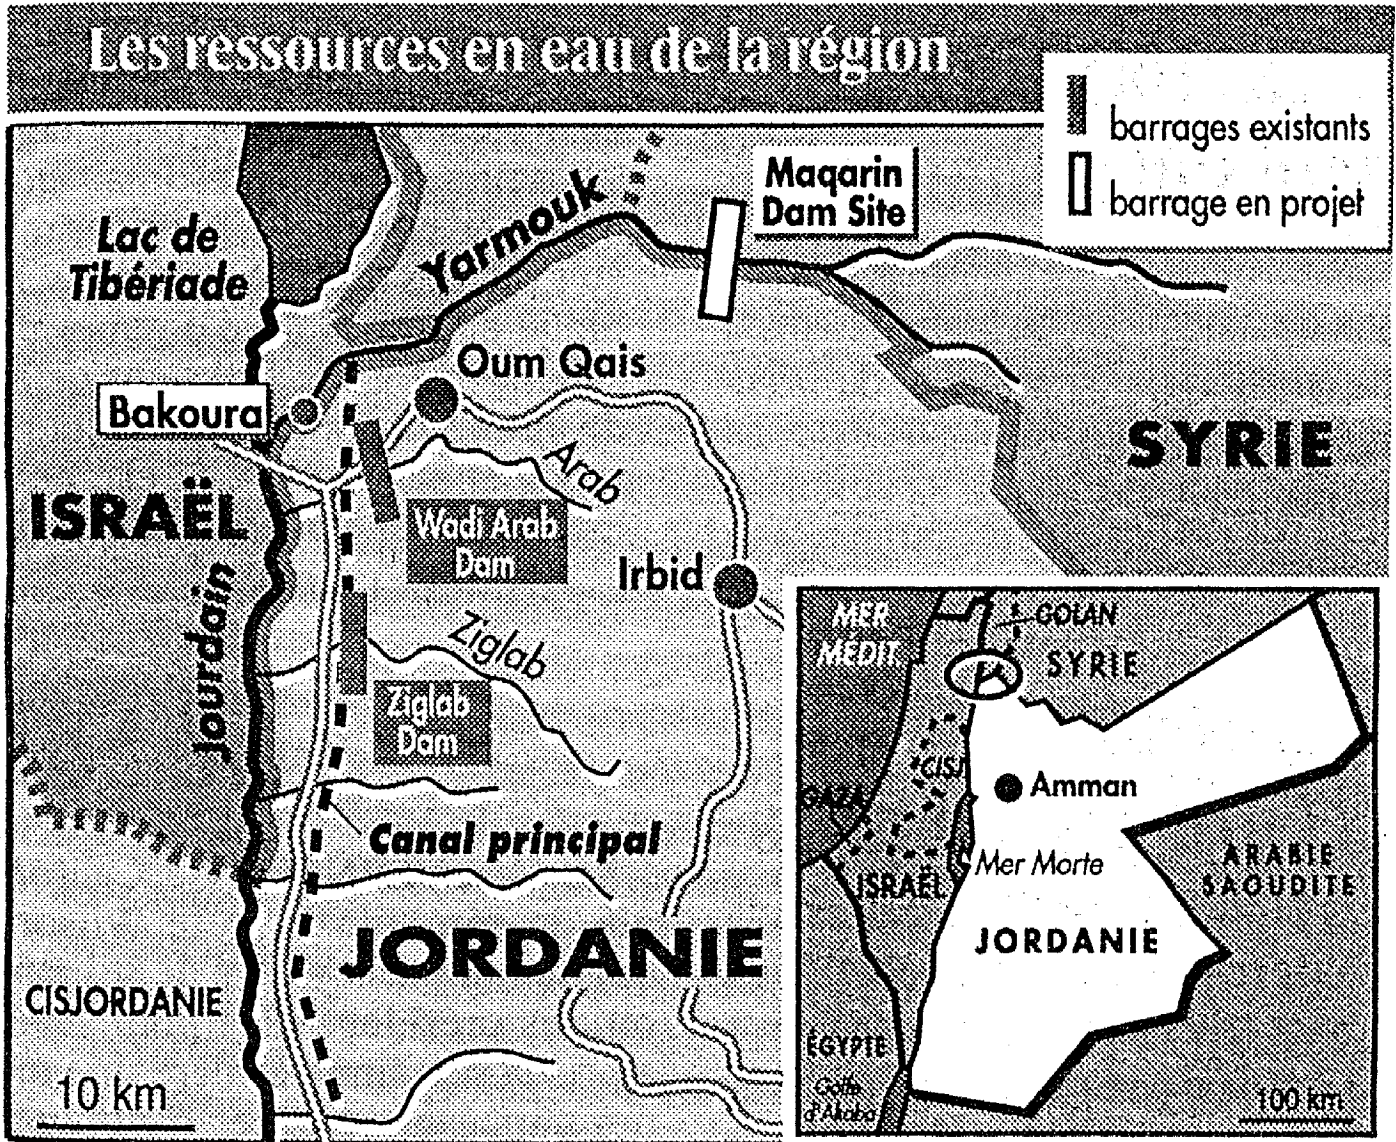 Les ressources en eau de la région
barrages existants
barrage en projet
Maqarin
Dam Site
Yarmouk
Lac de
Tibériade
Oum Qais
Bakoura
SYRIE
Arab
ISRAËL
Wadi Arab
Dam
Irbid
Jourdain
Ziglab
Ziglab
Dam
Canal principal
JORDANIE
CISJORDANIE
10 km
MER
MÉDIT.
GOLAN
SYRIE
CISJ.
Amman
GAZA
Mer Morte
ISRAËL
ARABIE
SAOUDITE
JORDANIE
ÉGYPTE
Golfe
d'Akaba
100 km